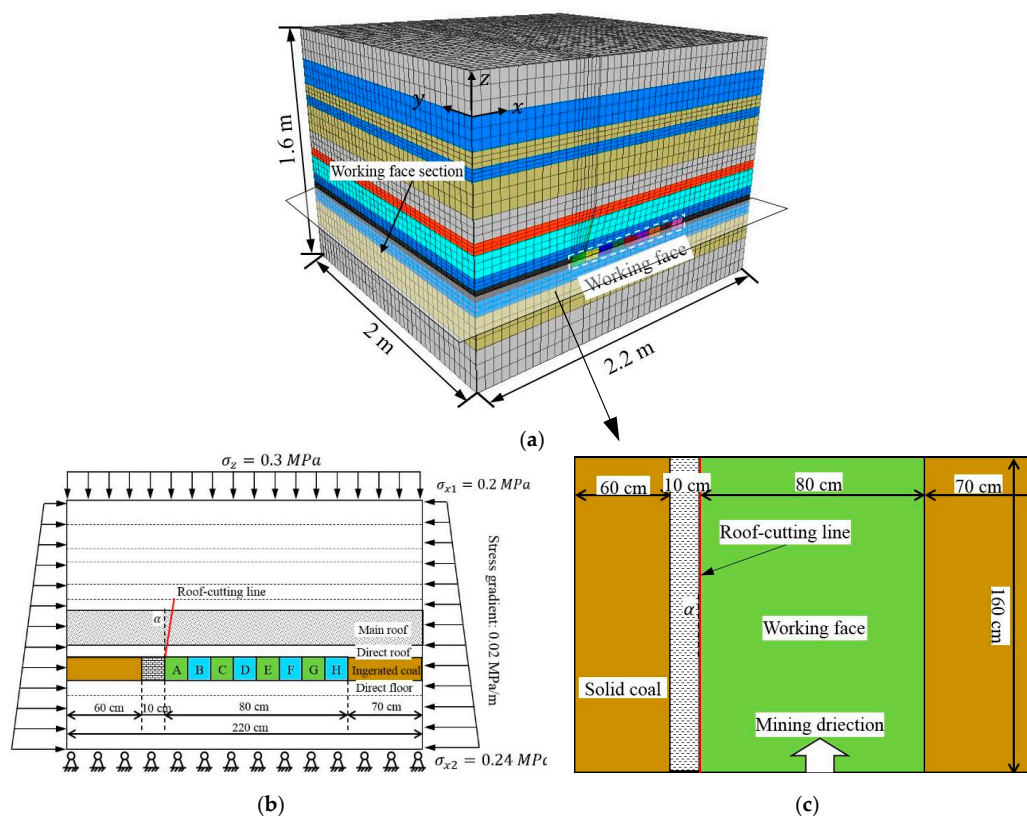 z
y
x
1.6 m
Working face section
Working face
2 m
2.2 m
(a)
σz = 0.3 MPa
σx1 = 0.2 MPa
Stress gradient: 0.02 MPa/m
Roof-cutting line
α
Main roof
Direct roof
A B C D E F G H Ingerated coal
Direct floor
60 cm 10 cm 80 cm 70 cm
220 cm
σx2 = 0.24 MPa
(b)
60 cm 10 cm 80 cm 70 cm
Roof-cutting line
α
160 cm
Working face
Solid coal
Mining driection
(c)